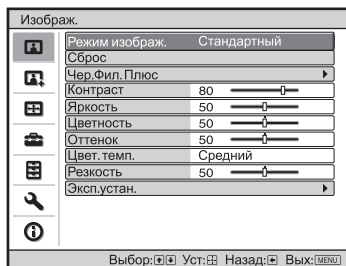 Изображ.
Режим изображ. Стандартный
Сброс
Чер.Фил.Плюс
Контраст 80
Яркость 50
Цветность 50
Оттенок 50
Цвет.темп. Средний
Резкость 50
Эксп.устан.
Выбор: Уст: Назад: Вых: MENU